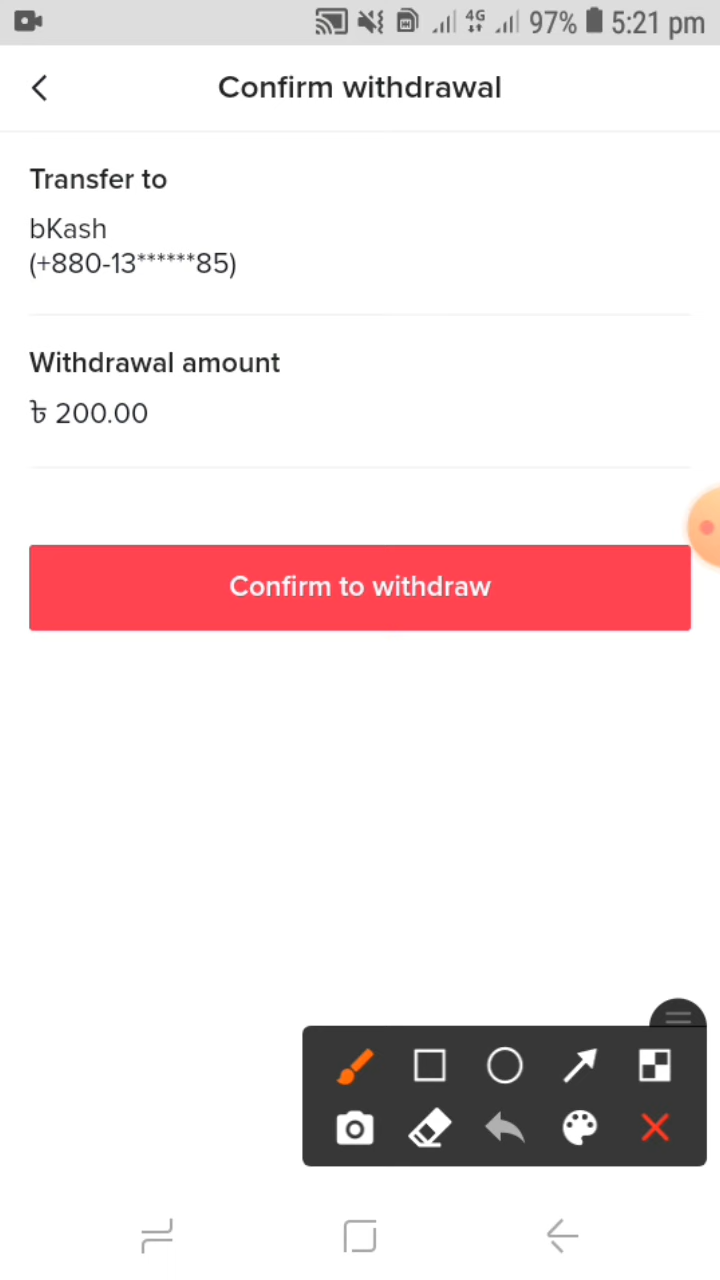 4G
97%
5:21 pm
Confirm withdrawal
Transfer to
bKash
(+880-13******85)
Withdrawal amount
৳ 200.00
Confirm to withdraw